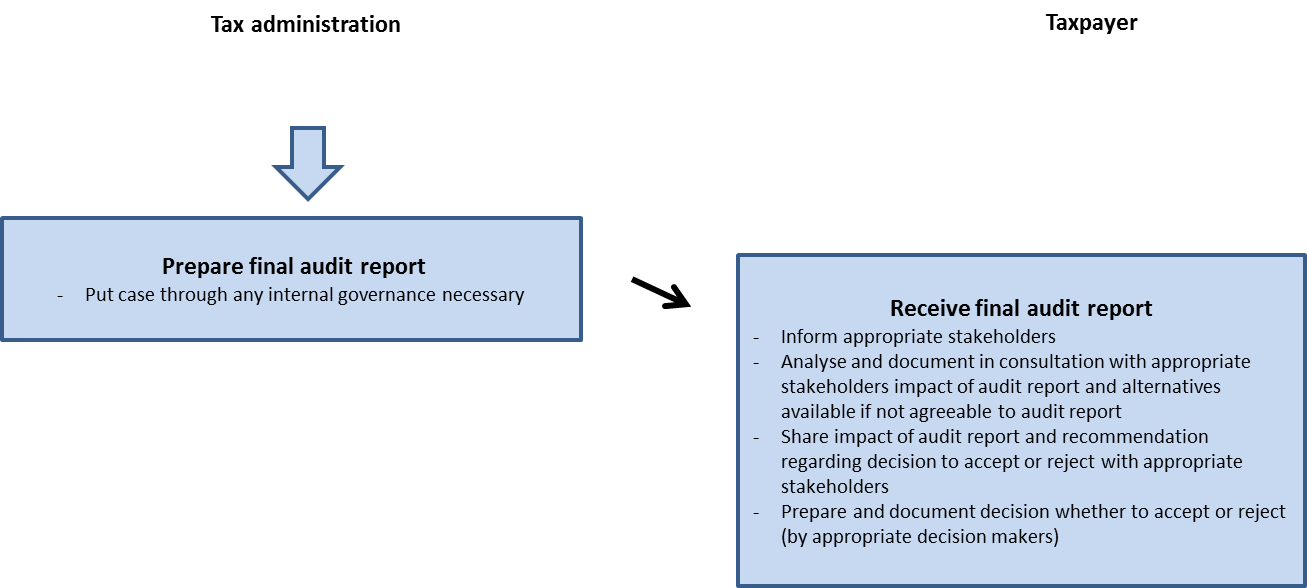 Tax administration
Taxpayer
Prepare final audit report
- Put case through any internal governance necessary
Receive final audit report
- Inform appropriate stakeholders
- Analyse and document in consultation with appropriate
stakeholders impact of audit report and alternatives
available if not agreeable to audit report
- Share impact of audit report and recommendation
regarding decision to accept or reject with appropriate
stakeholders
- Prepare and document decision whether to accept or reject
(by appropriate decision makers)